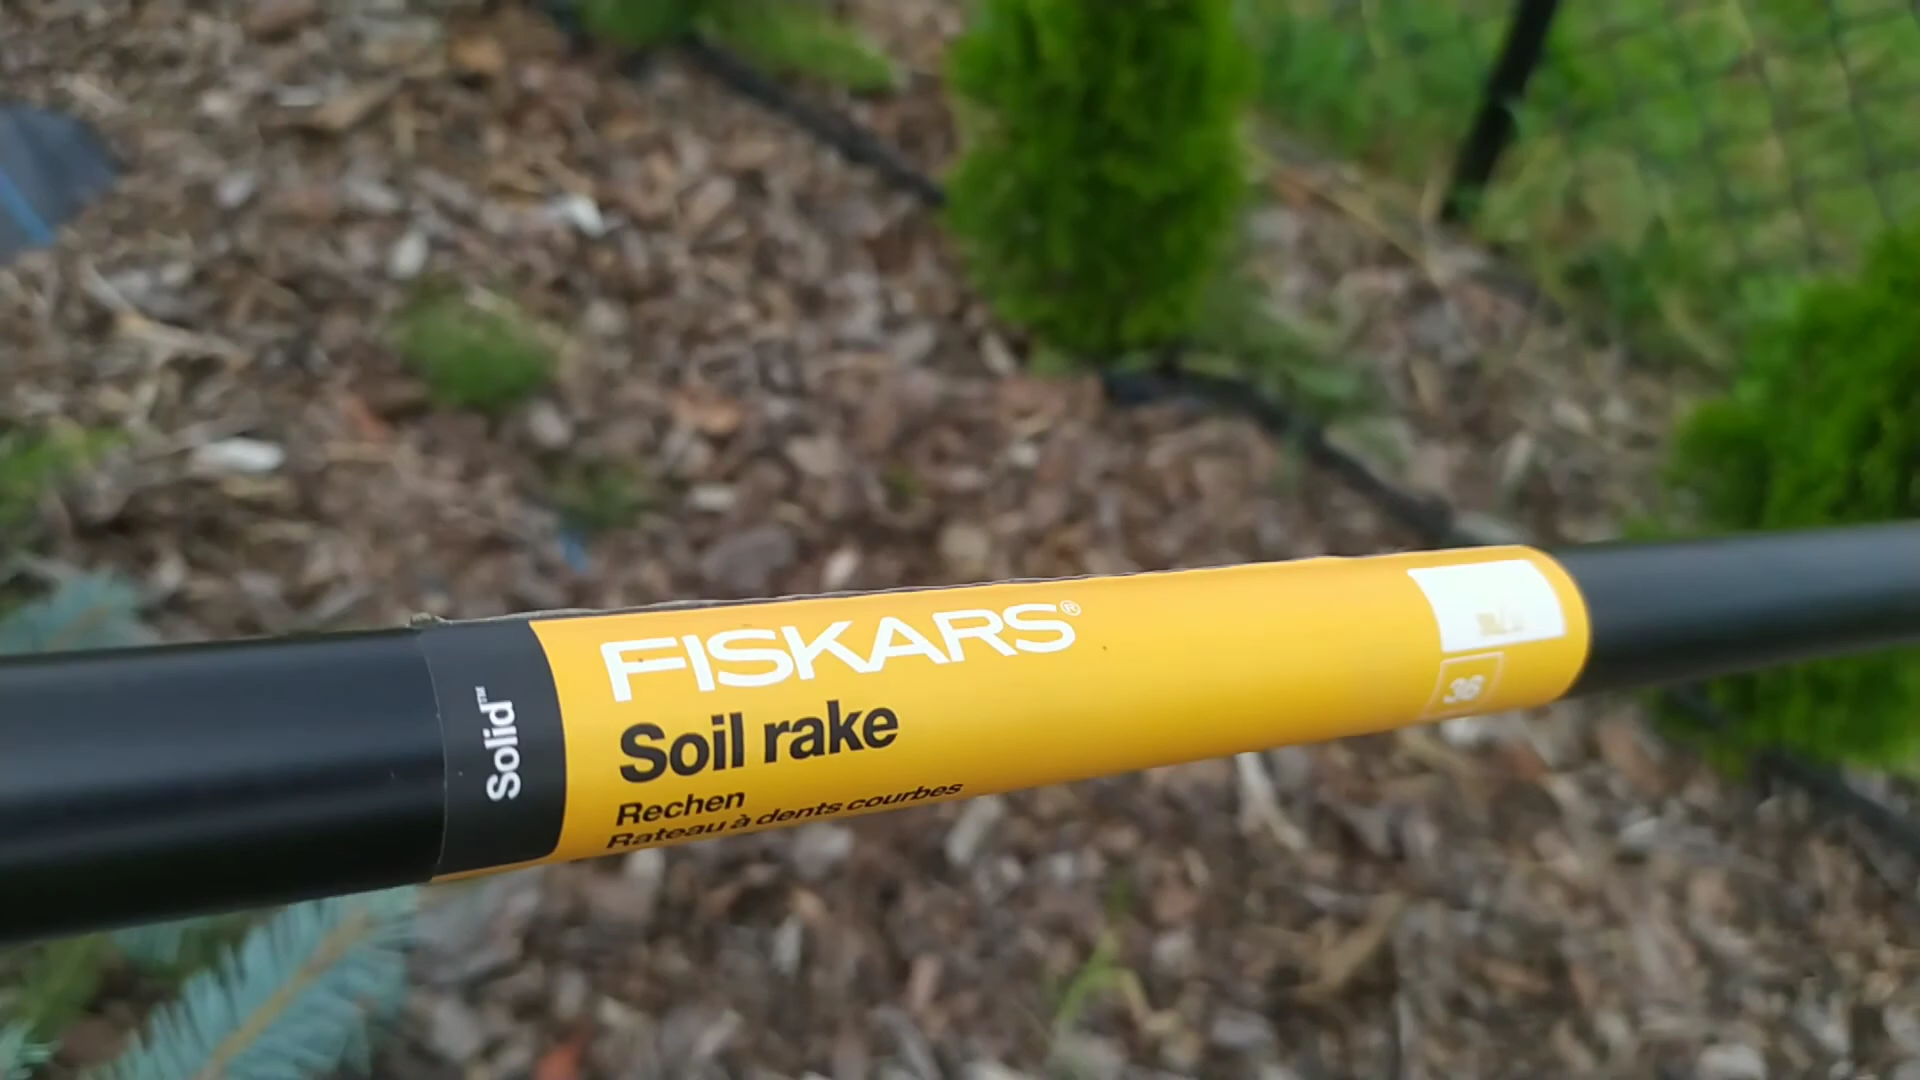 Solid™
FISKARS®
Soil rake
Rechen
Rateau à dents courbes
36